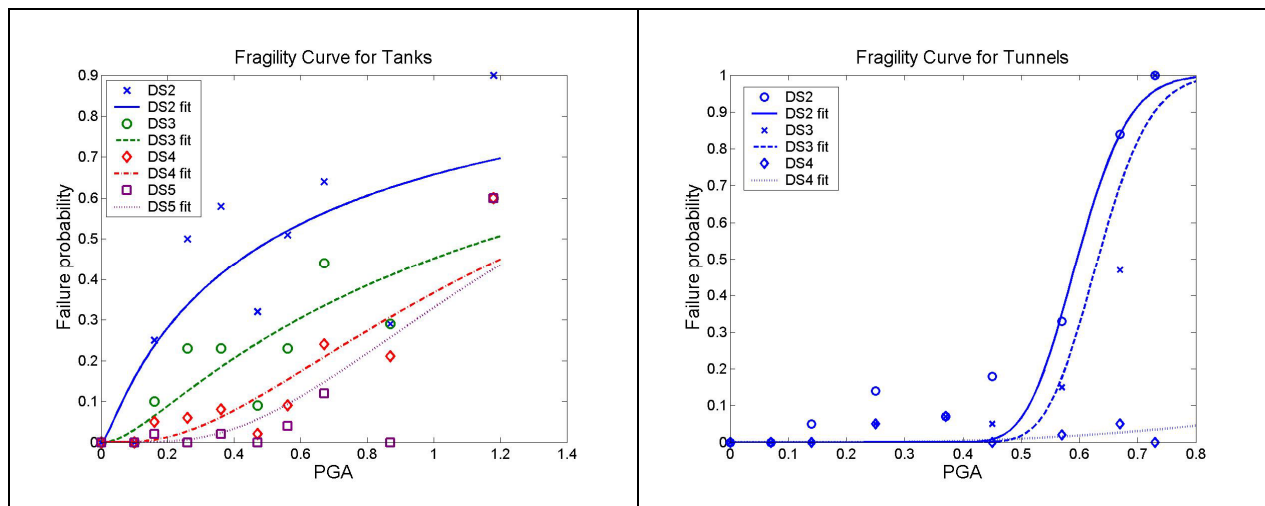 Fragility Curve for Tanks
0.9
0.8
0.7
0.6
0.5
0.4
0.3
0.2
0.1
0
Failure probability
DS2
DS2 fit
DS3
DS3 fit
DS4
DS4 fit
DS5
DS5 fit
0 0.2 0.4 0.6 0.8 1 1.2 1.4
PGA
Fragility Curve for Tunnels
1
0.9
0.8
0.7
0.6
0.5
0.4
0.3
0.2
0.1
0
Failure probability
DS2
DS2 fit
DS3
DS3 fit
DS4
DS4 fit
0 0.1 0.2 0.3 0.4 0.5 0.6 0.7 0.8
PGA